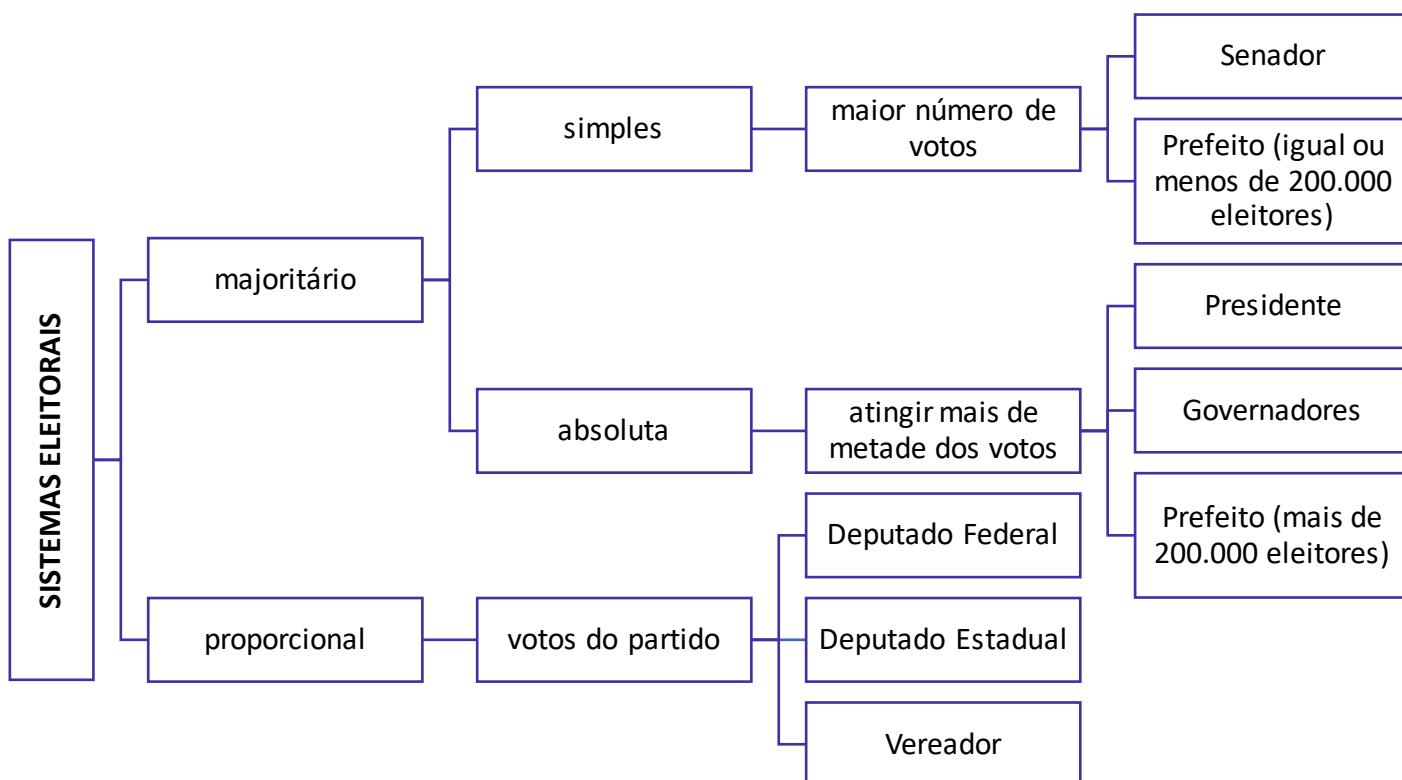 SISTEMAS ELEITORAIS
majoritário
simples
maior número de
votos
Senador
Prefeito (igual ou
menos de 200.000
eleitores)
absoluta
atingir mais de
metade dos votos
Presidente
Governadores
Prefeito (mais de
200.000 eleitores)
proporcional
votos do partido
Deputado Federal
Deputado Estadual
Vereador